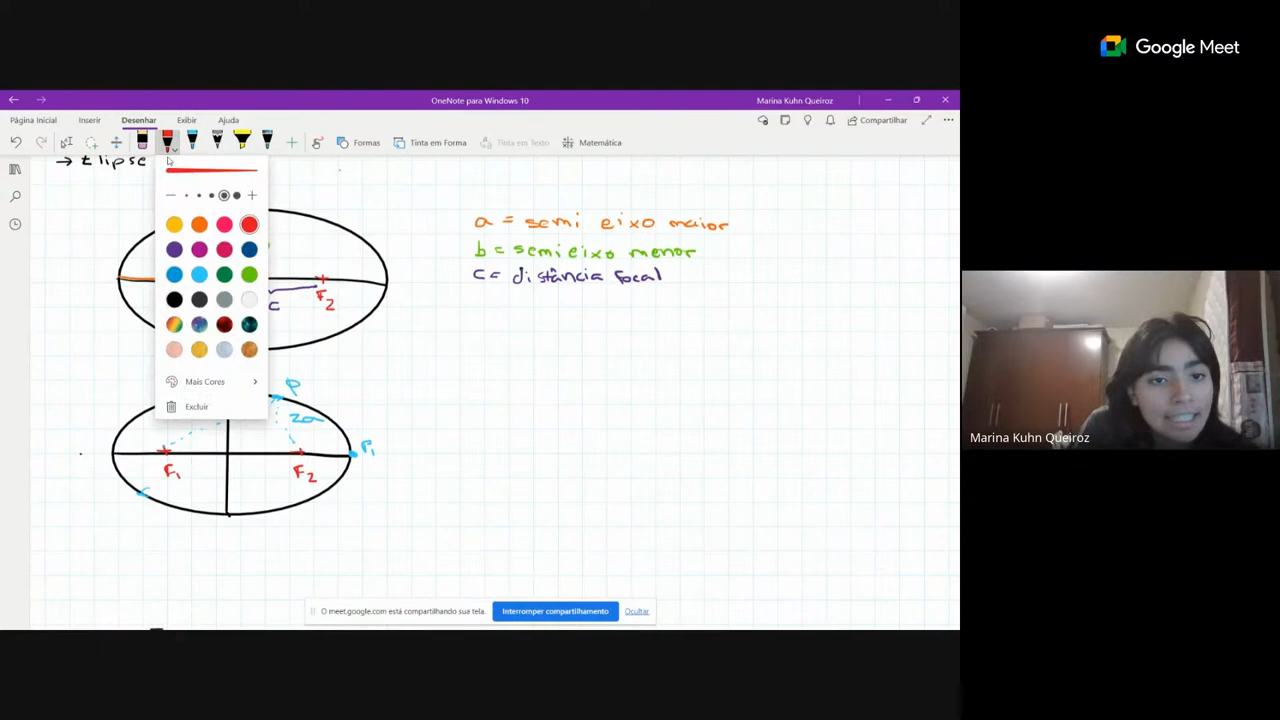 Google Meet
OneNote para Windows 10
Marina Kuhn Queiroz
Página Inicial
Inserir
Desenhar
Exibir
Ajuda
Compartilhar
Formas
Tinta em Forma
Tinta em Texto
Matemática
→ Elipse
a = semi eixo maior
b = semieixo menor
c = distância focal
F2
c
Mais Cores
Excluir
P
2a
P1
F1
F2
Marina Kuhn Queiroz
O meet.google.com está compartilhando sua tela.
Interromper compartilhamento
Ocultar